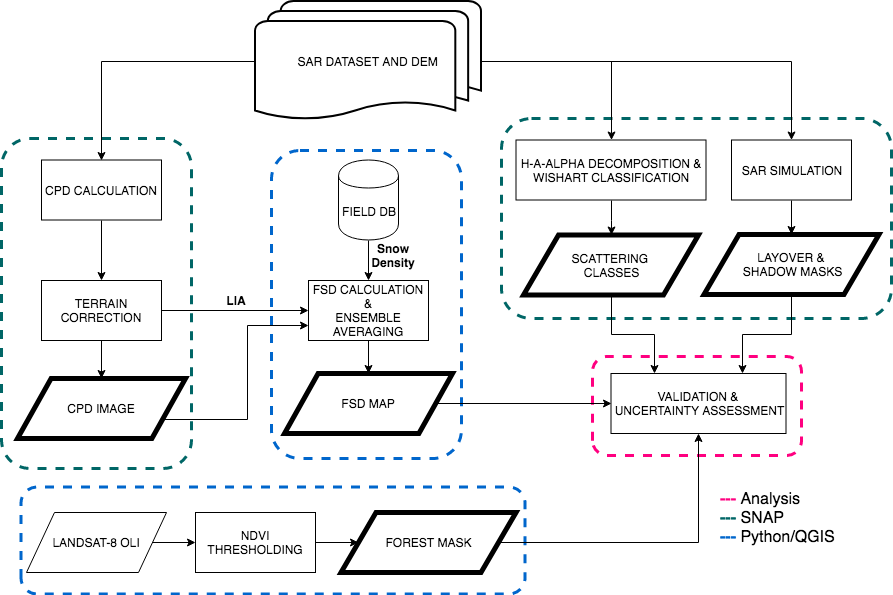 SAR DATASET AND DEM
CPD CALCULATION
TERRAIN
CORRECTION
CPD IMAGE
LIA
FIELD DB
Snow
Density
FSD CALCULATION
&
ENSEMBLE
AVERAGING
FSD MAP
H-A-ALPHA DECOMPOSITION &
WISHART CLASSIFICATION
SAR SIMULATION
SCATTERING
CLASSES
LAYOVER &
SHADOW MASKS
VALIDATION &
UNCERTAINTY ASSESSMENT
LANDSAT-8 OLI
NDVI
THRESHOLDING
FOREST MASK
Analysis
SNAP
Python/QGIS